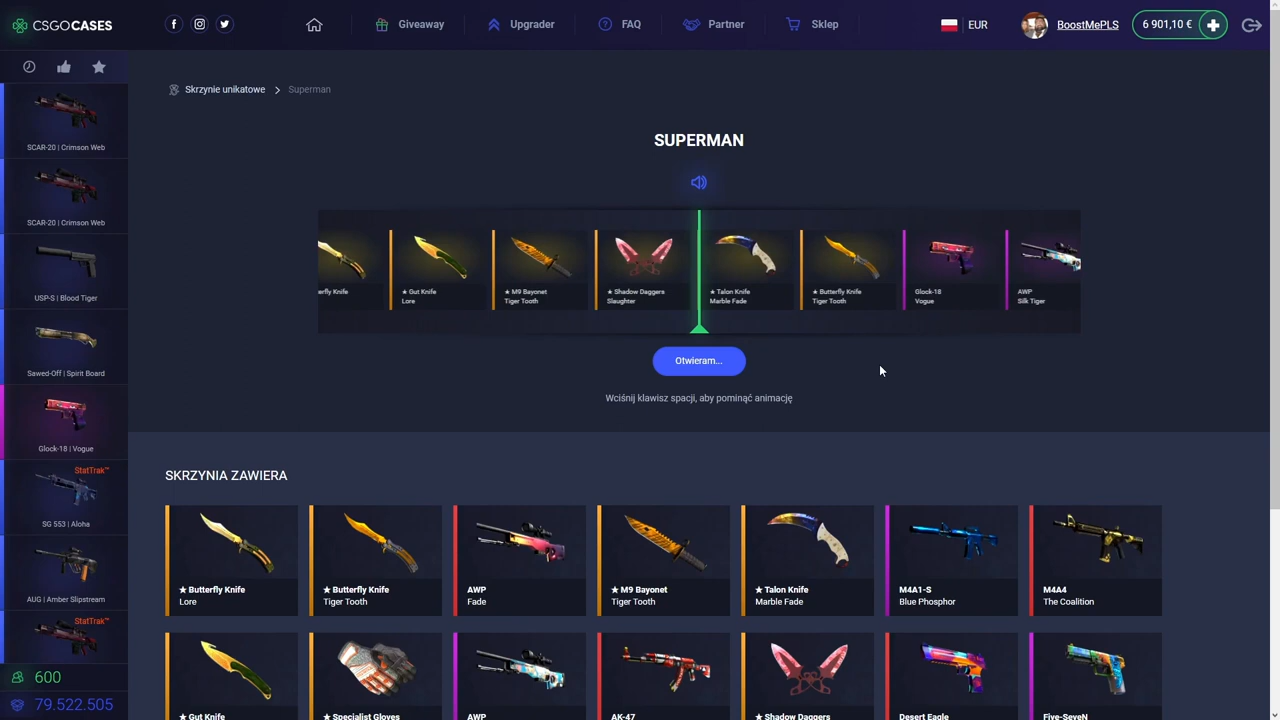 CSGOCASES
Giveaway
Upgrader
FAQ
Partner
Sklep
EUR
BoostMePLS
6 901,10 €
Skrzynie unikatowe
Superman
SUPERMAN
SCAR-20 | Crimson Web
SCAR-20 | Crimson Web
USP-S | Blood Tiger
Sawed-Off | Spirit Board
Glock-18 | Vogue
StatTrak™
SG 553 | Aloha
AUG | Amber Slipstream
StatTrak™
600
79.522.505
erfly Knife
★ Gut Knife
Lore
★ M9 Bayonet
Tiger Tooth
★ Shadow Daggers
Slaughter
★ Talon Knife
Marble Fade
★ Butterfly Knife
Tiger Tooth
Glock-18
Vogue
AWP
Silk Tiger
Otwieram...
Wciśnij klawisz spacji, aby pominąć animację
SKRZYNIA ZAWIERA
★ Butterfly Knife
Lore
★ Butterfly Knife
Tiger Tooth
AWP
Fade
★ M9 Bayonet
Tiger Tooth
★ Talon Knife
Marble Fade
M4A1-S
Blue Phosphor
M4A4
The Coalition
★ Gut Knife
★ Specialist Gloves
AWP
AK-47
★ Shadow Daggers
Desert Eagle
Five-SeveN